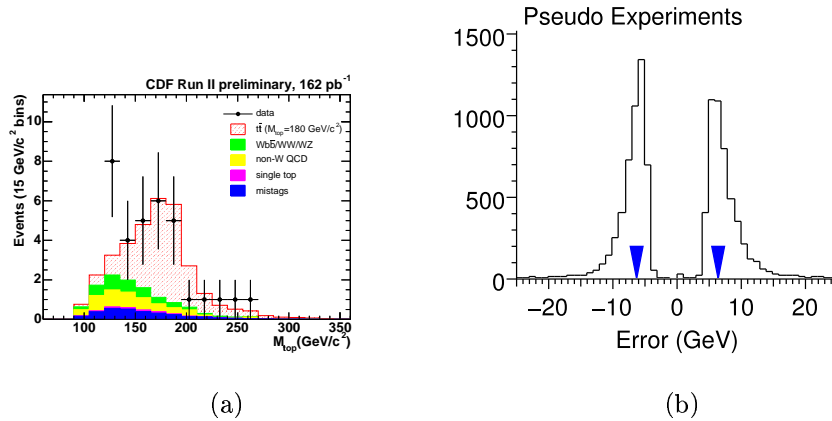 CDF Run II preliminary, 162 pb⁻¹
Events (15 GeV/c² bins)
10
8
6
4
2
0
data
tt̄ (M_top=180 GeV/c²)
Wbb̄/WW/WZ
non-W QCD
single top
mistags
100 150 200 250 300 350
M_top(GeV/c²)
(a)
Pseudo Experiments
1500
1000
500
0
−20 −10 0 10 20
Error (GeV)
(b)